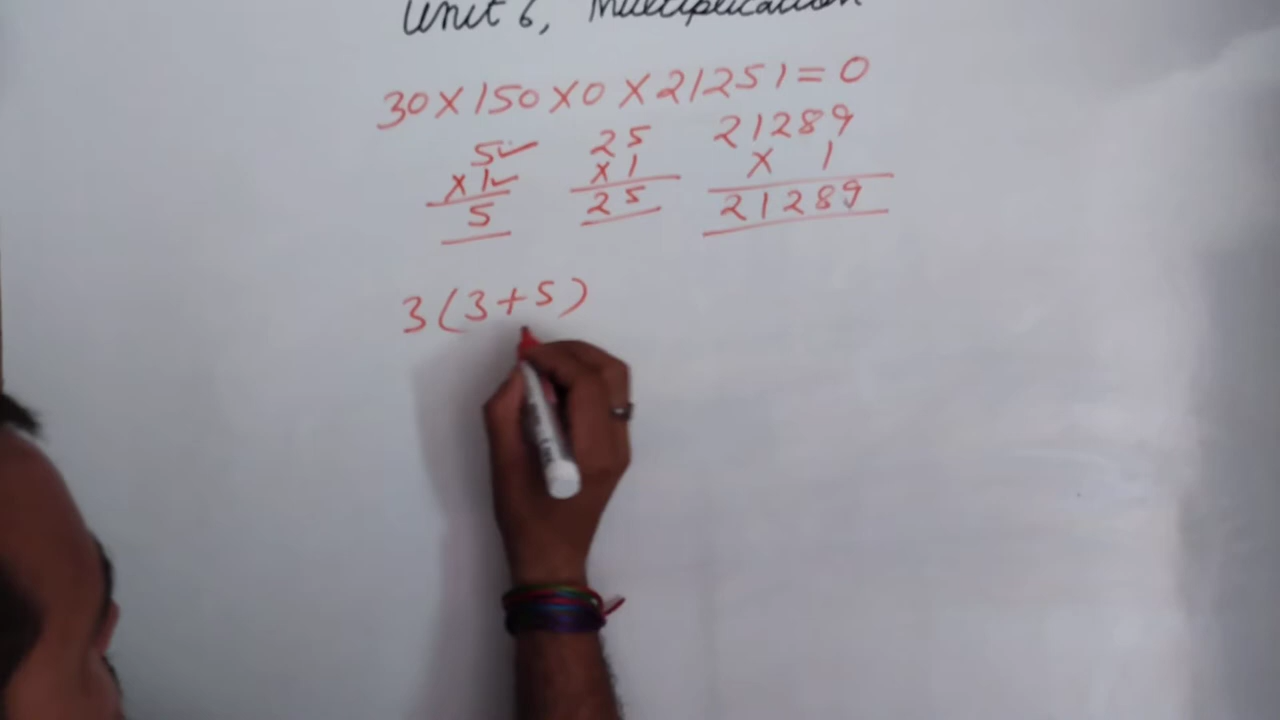 Unit 6, Multiplication
30 X 150 X 0 X 21251 = 0
5 25 21289
X 1 X 1 X 1
5 25 21289
3(3+5)